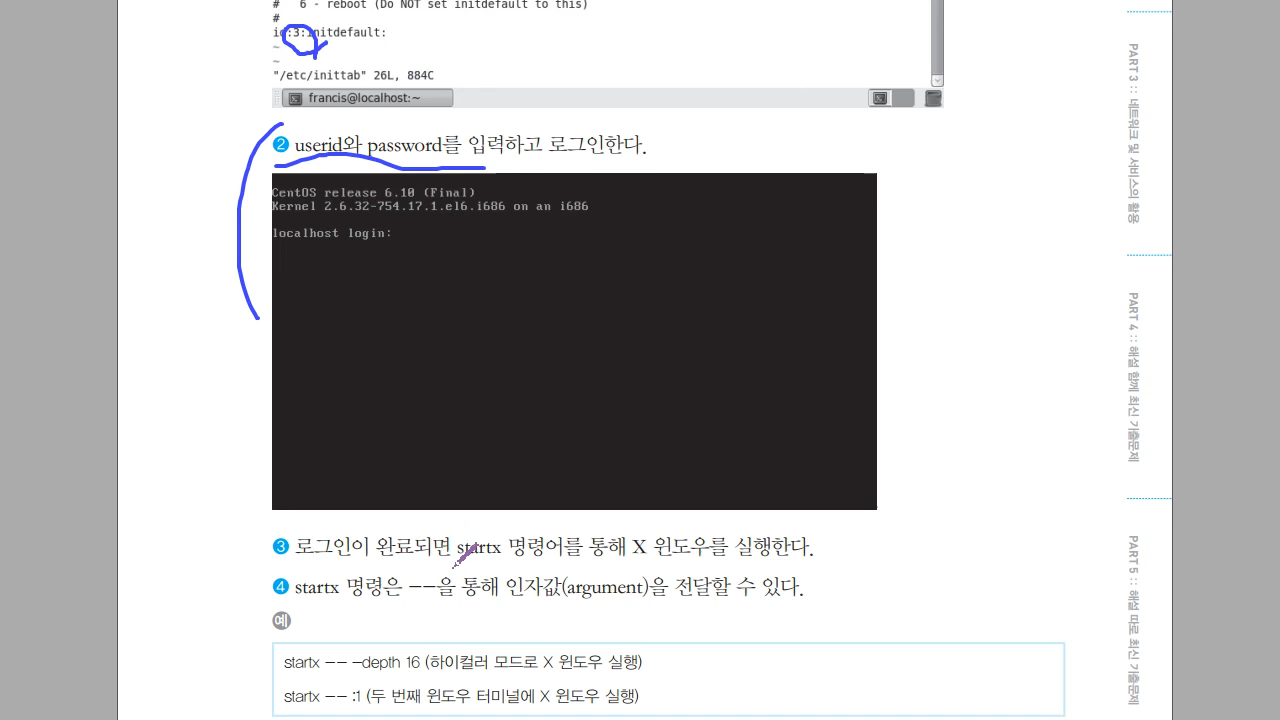 # 6 - reboot (Do NOT set initdefault to this)
#
id:3:initdefault:
~
~
"/etc/inittab" 26L, 884C
francis@localhost:~
❷ userid와 password를 입력하고 로그인한다.
CentOS release 6.10 (Final)
Kernel 2.6.32-754.17.1.el6.i686 on an i686
localhost login:
❸ 로그인이 완료되면 startx 명령어를 통해 X 윈도우를 실행한다.
❹ startx 명령은 --을 통해 인자값(argument)을 전달할 수 있다.
예
startx -- -depth 16 (하이컬러 모드로 X 윈도우 실행)
startx -- :1 (두 번째 윈도우 터미널에 X 윈도우 실행)
PART 3 :: 네트워크 및 서비스의 활용
PART 4 :: 해설 함께 최신 기출문제
PART 5 :: 해설 따로 최신 기출문제